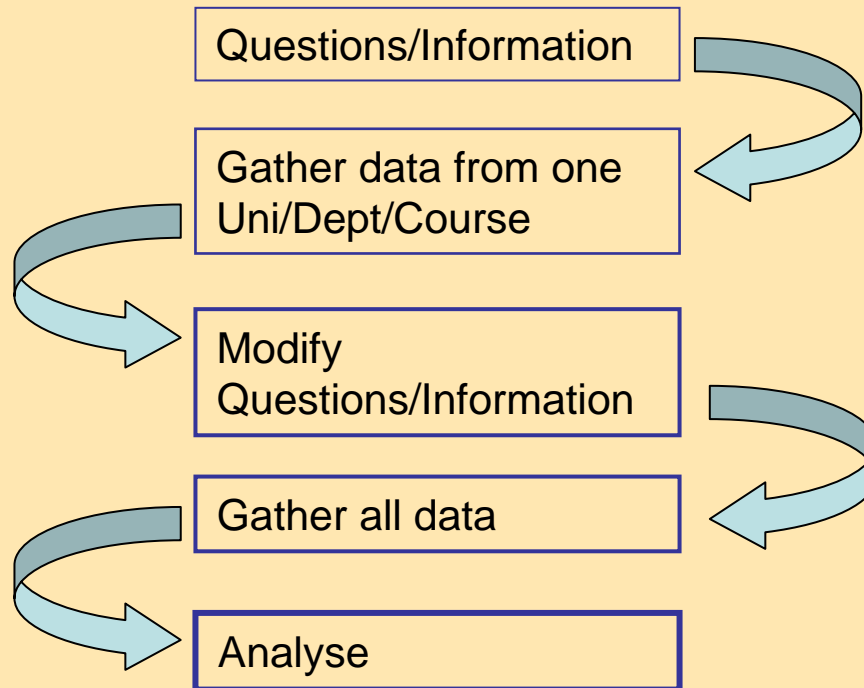 Questions/Information
Gather data from one
Uni/Dept/Course
Modify
Questions/Information
Gather all data
Analyse